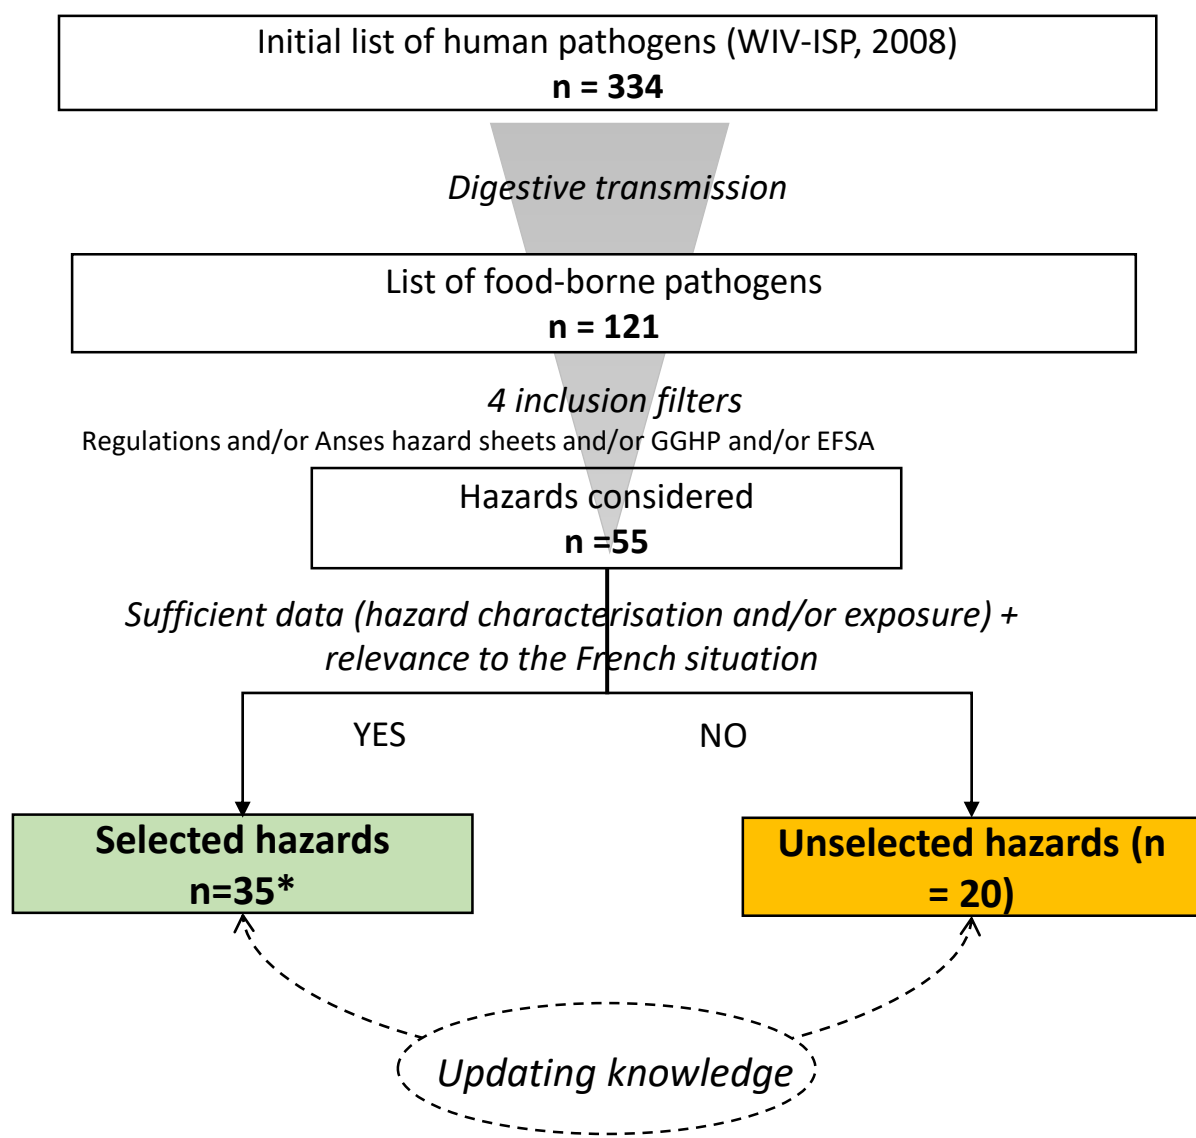 Initial list of human pathogens (WIV-ISP, 2008)
n = 334
Digestive transmission
List of food-borne pathogens
n = 121
4 inclusion filters
Regulations and/or Anses hazard sheets and/or GGHP and/or EFSA
Hazards considered
n =55
Sufficient data (hazard characterisation and/or exposure) +
relevance to the French situation
YES
NO
Selected hazards
n=35*
Unselected hazards (n
= 20)
Updating knowledge